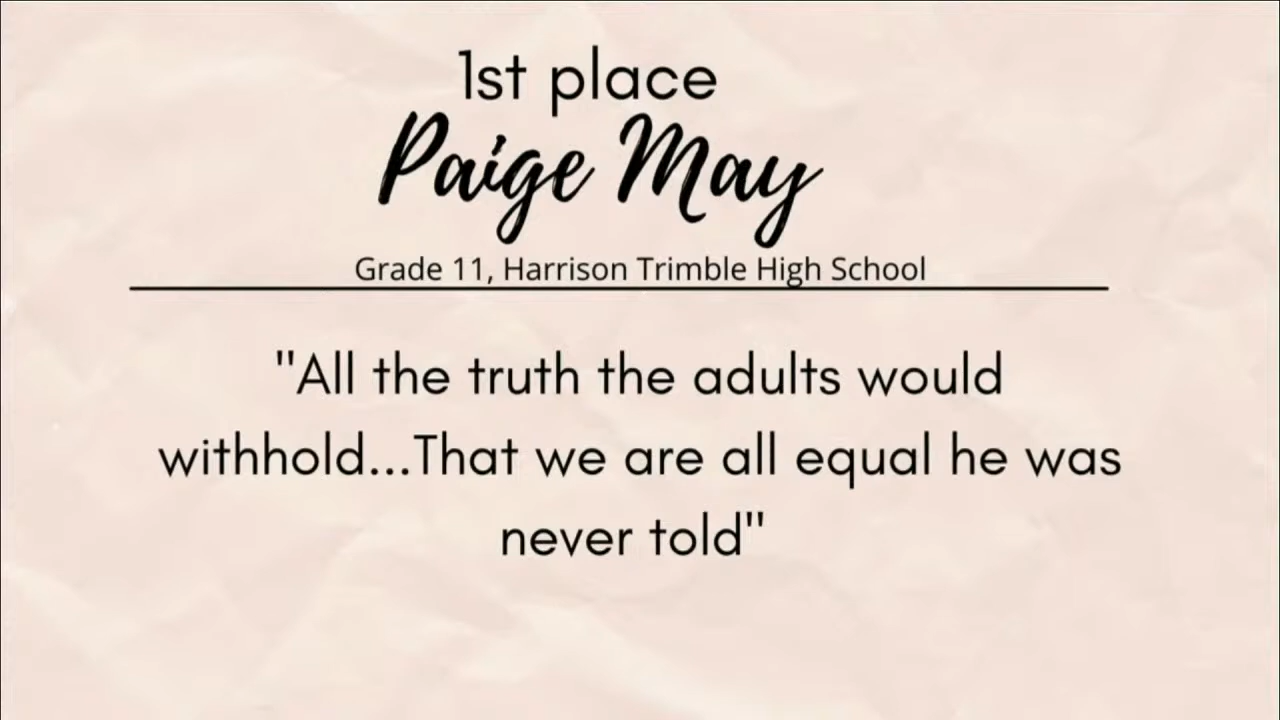 1st place
Paige May
Grade 11, Harrison Trimble High School
"All the truth the adults would
withhold...That we are all equal he was
never told"